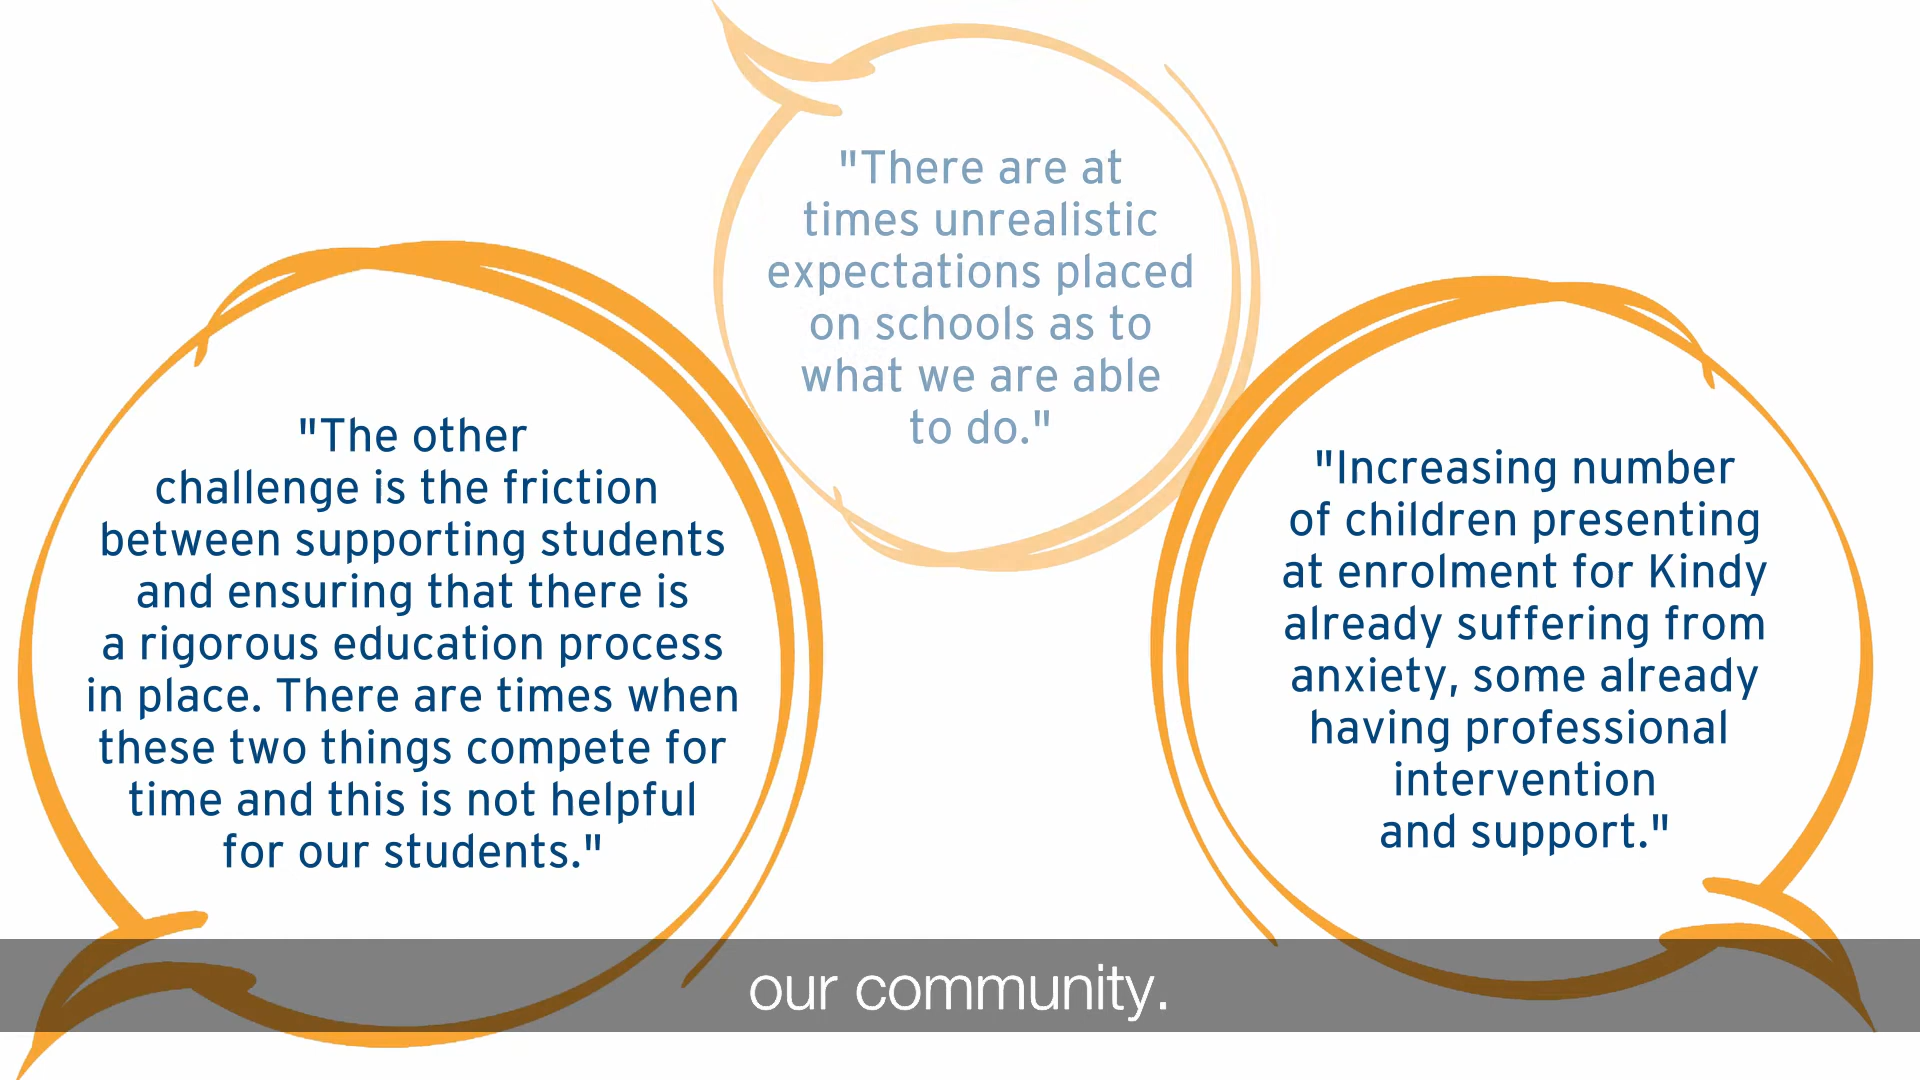 "There are at
times unrealistic
expectations placed
on schools as to
what we are able
to do."
"The other
challenge is the friction
between supporting students
and ensuring that there is
a rigorous education process
in place. There are times when
these two things compete for
time and this is not helpful
for our students."
"Increasing number
of children presenting
at enrolment for Kindy
already suffering from
anxiety, some already
having professional
intervention
and support."
our community.